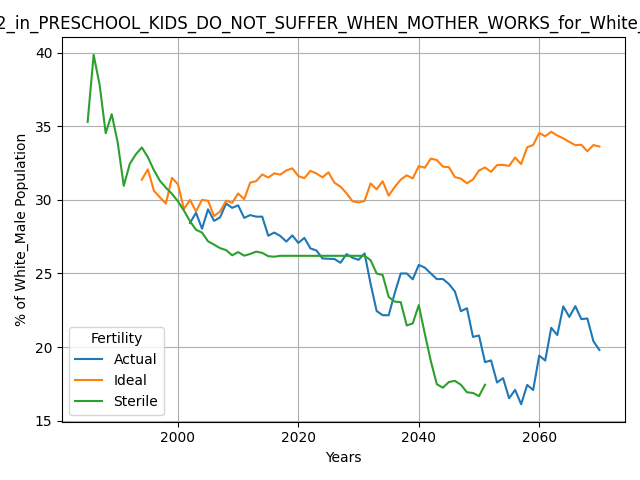 2_in_PRESCHOOL_KIDS_DO_NOT_SUFFER_WHEN_MOTHER_WORKS_for_White_
40
35
30
25
20
15
% of White_Male Population
Fertility
Actual
Ideal
Sterile
2000 2020 2040 2060
Years